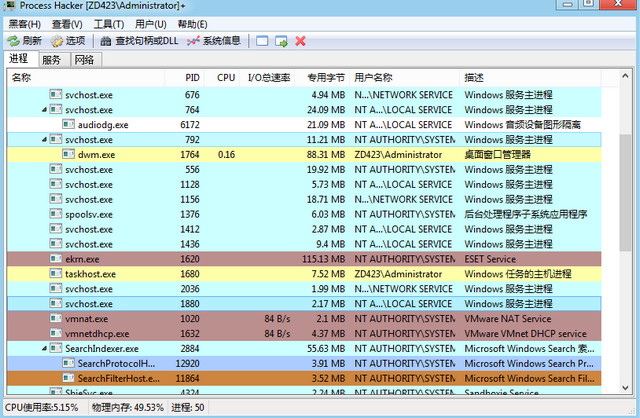 Process Hacker [ZD423\Administrator]+
黑客(H) 查看(V) 工具(T) 用户(U) 帮助(E)
刷新 选项 查找句柄或DLL 系统信息
进程 服务 网络
名称 PID CPU I/O总速率 专用字节 用户名称 描述
svchost.exe 676 4.94 MB N...\NETWORK SERVICE Windows 服务主进程
svchost.exe 764 24.09 MB NT A...\LOCAL SERVICE Windows 服务主进程
audiodg.exe 6172 21.09 MB NT A...\LOCAL SERVICE Windows 音频设备图形隔离
svchost.exe 792 11.21 MB NT AUTHORITY\SYSTEM Windows 服务主进程
dwm.exe 1764 0.16 88.31 MB ZD423\Administrator 桌面窗口管理器
svchost.exe 556 19.92 MB NT AUTHORITY\SYSTEM Windows 服务主进程
svchost.exe 1128 5.73 MB NT A...\LOCAL SERVICE Windows 服务主进程
svchost.exe 1156 18.71 MB N...\NETWORK SERVICE Windows 服务主进程
spoolsv.exe 1376 6.03 MB NT AUTHORITY\SYSTEM 后台处理程序子系统应用程序
svchost.exe 1412 2.87 MB NT A...\LOCAL SERVICE Windows 服务主进程
svchost.exe 1436 9.4 MB NT A...\LOCAL SERVICE Windows 服务主进程
ekrn.exe 1620 115.13 MB NT AUTHORITY\SYSTEM ESET Service
taskhost.exe 1680 7.52 MB ZD423\Administrator Windows 任务的主机进程
svchost.exe 2036 1.99 MB NT AUTHORITY\SYSTEM Windows 服务主进程
svchost.exe 1880 2.17 MB NT A...\LOCAL SERVICE Windows 服务主进程
vmnat.exe 1020 84 B/s 2.1 MB NT AUTHORITY\SYSTEM VMware NAT Service
vmnetdhcp.exe 1632 84 B/s 4.37 MB NT AUTHORITY\SYSTEM VMware VMnet DHCP service
SearchIndexer.exe 2884 55.63 MB NT AUTHORITY\SYSTEM Microsoft Windows Search 索...
SearchProtocolH... 12920 3.91 MB NT AUTHORITY\SYSTEM Microsoft Windows Search Pr...
SearchFilterHost.e... 11864 3.52 MB NT AUTHORITY\SYSTEM Microsoft Windows Search Fil...
SbieSvc.exe 4324 2.24 MB NT AUTHORITY\SYSTEM Sandboxie Service
CPU使用率:5.15% 物理内存: 49.53% 进程: 50